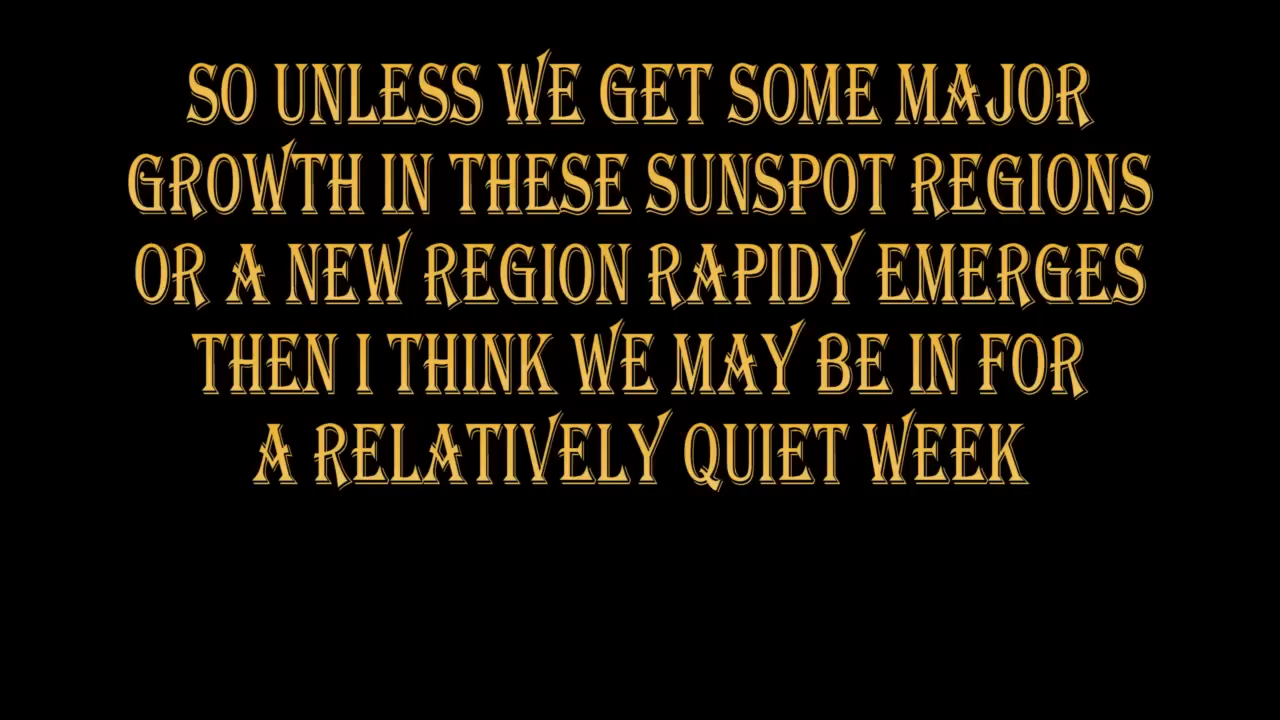 SO UNLESS WE GET SOME MAJOR
GROWTH IN THESE SUNSPOT REGIONS
OR A NEW REGION RAPIDY EMERGES
THEN I THINK WE MAY BE IN FOR
A RELATIVELY QUIET WEEK